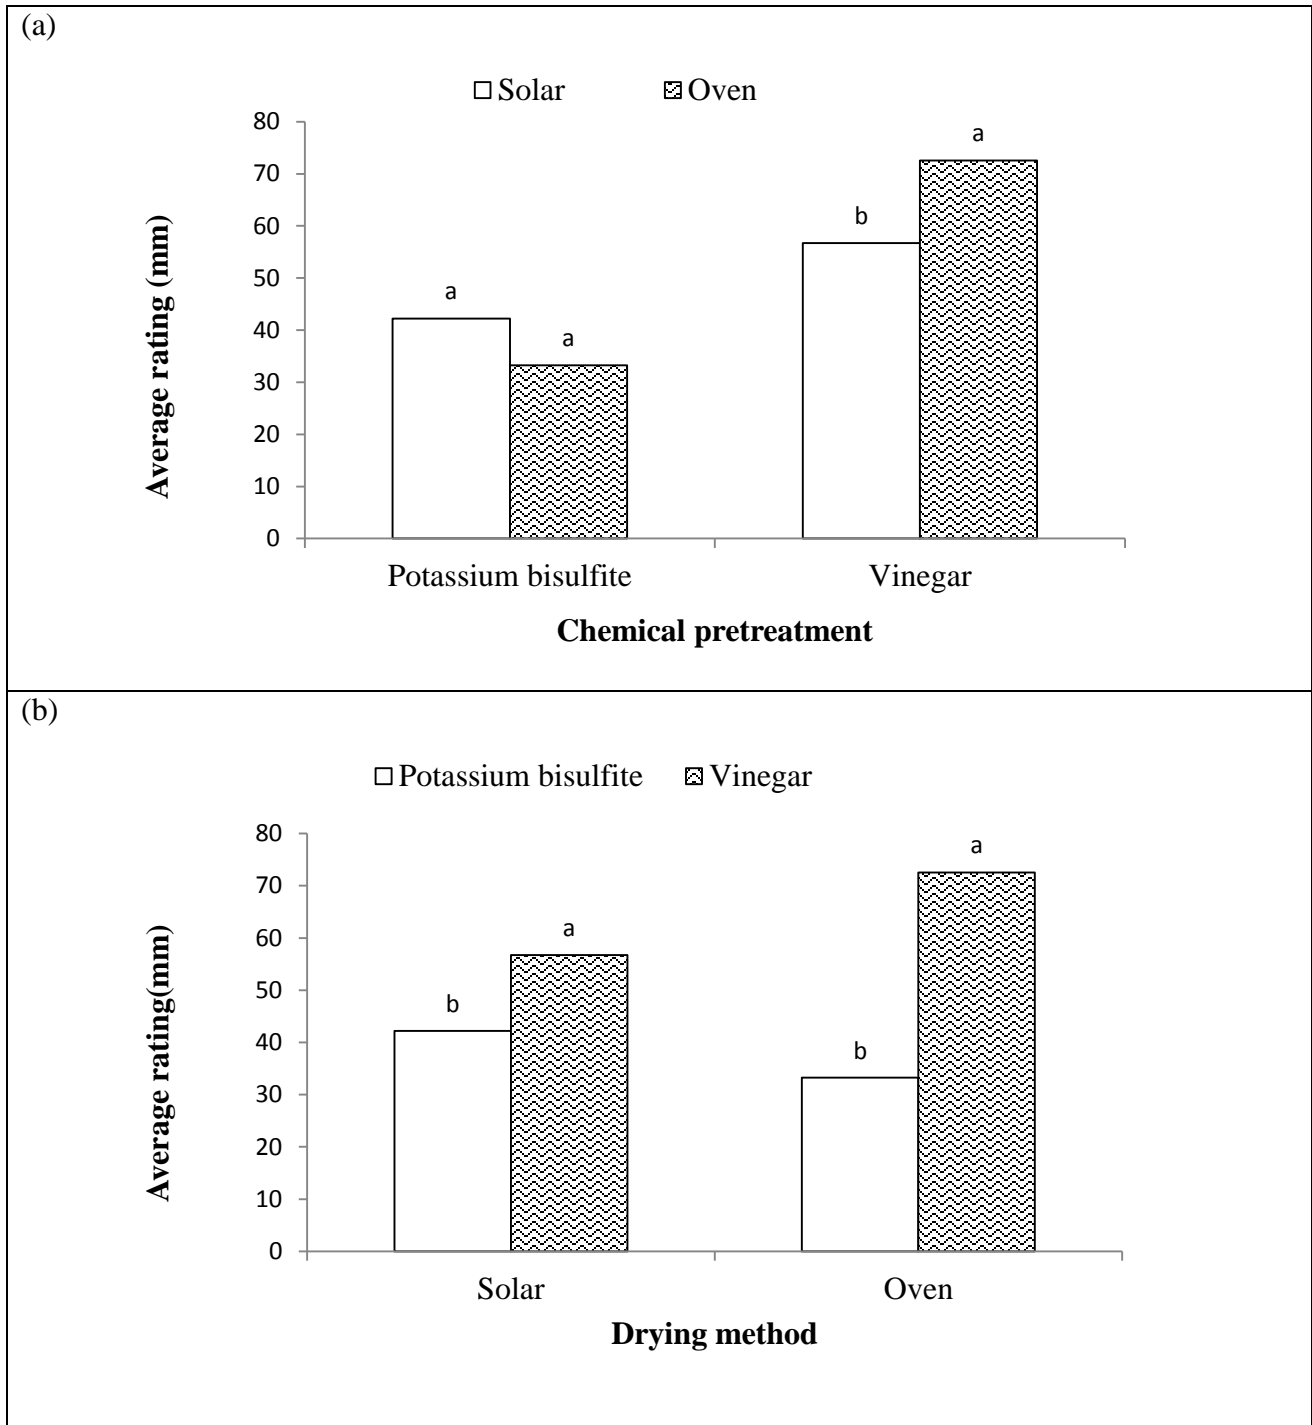 (a)
Solar Oven
80
70
60
50
40
30
20
10
0
a
a
b
a
Average rating (mm)
Potassium bisulfite Vinegar
Chemical pretreatment
(b)
Potassium bisulfite Vinegar
80
70
60
50
40
30
20
10
0
b
a
b
a
Average rating(mm)
Solar Oven
Drying method